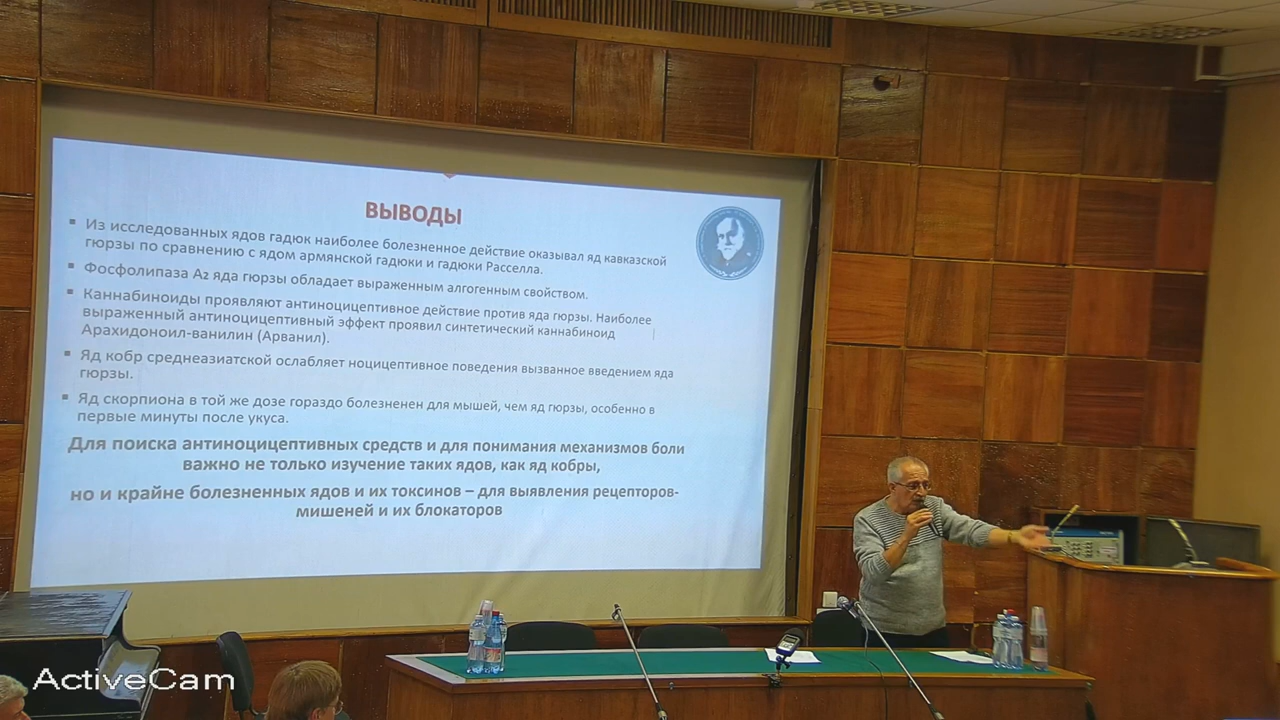 ВЫВОДЫ
Из исследованных ядов гадюк наиболее болезненное действие оказывал яд кавказской
гюрзы по сравнению с ядом армянской гадюки и гадюки Расселла.
Фосфолипаза А₂ яда гюрзы обладает выраженным алгогенным свойством.
Каннабиноиды проявляют антиноцицептивное действие против яда гюрзы. Наиболее
выраженный антиноцицептивный эффект проявил синтетический каннабиноид
Арахидоноил-ванилин (Арванил).
Яд кобр среднеазиатской ослабляет ноцицептивное поведения вызванное введением яда
гюрзы.
Яд скорпиона в той же дозе гораздо болезненен для мышей, чем яд гюрзы, особенно в
первые минуты после укуса.
Для поиска антиноцицептивных средств и для понимания механизмов боли
важно не только изучение таких ядов, как яд кобры,
но и крайне болезненных ядов и их токсинов – для выявления рецепторов-
мишеней и их блокаторов
ActiveCam